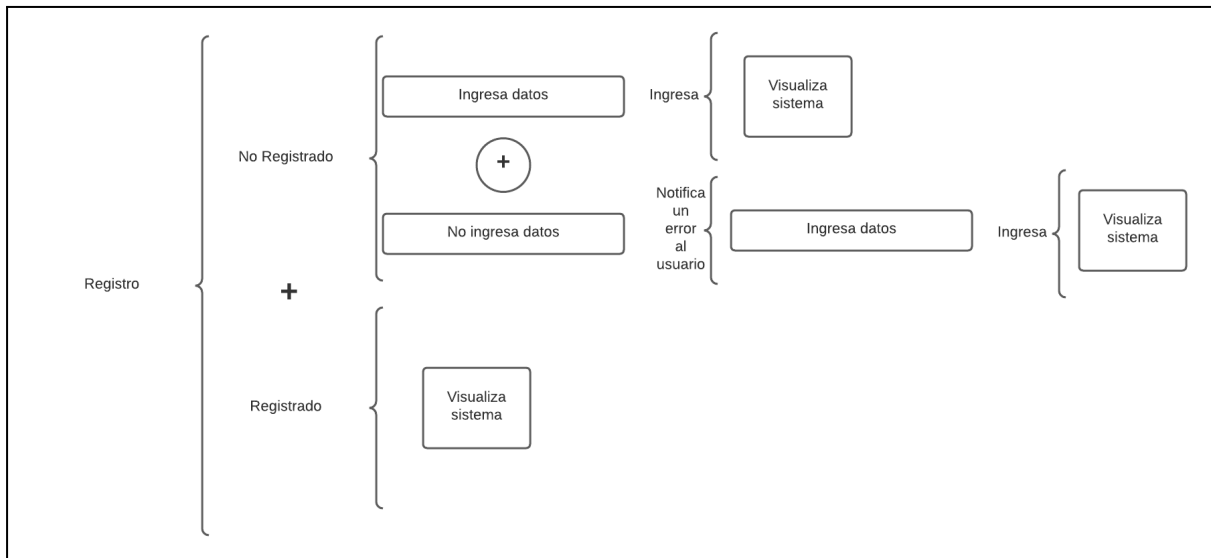 Registro
No Registrado
Ingresa datos
+
No ingresa datos
Ingresa
Visualiza
sistema
Notifica
un
error
al
usuario
Ingresa datos
Ingresa
Visualiza
sistema
+
Registrado
Visualiza
sistema